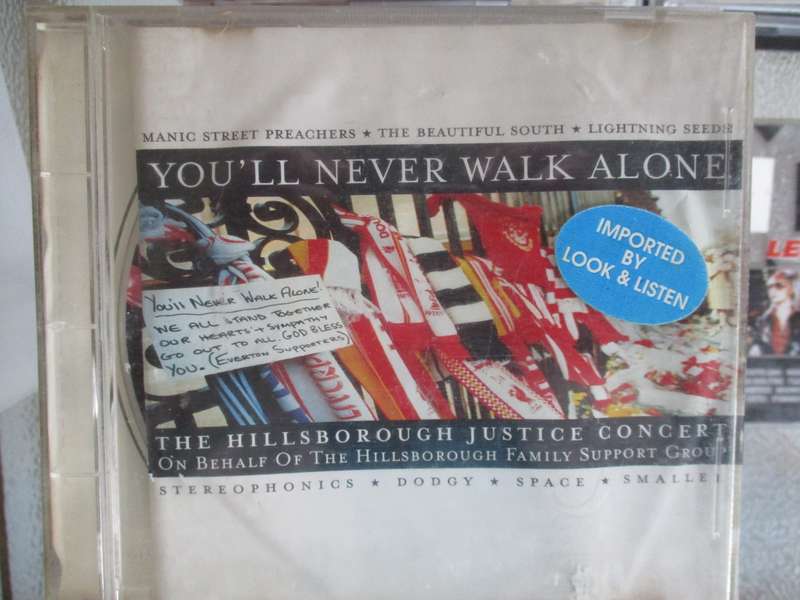 MANIC STREET PREACHERS ★ THE BEAUTIFUL SOUTH ★ LIGHTNING SEEDS
YOU'LL NEVER WALK ALONE
IMPORTED
BY
LOOK & LISTEN
LE
You'll Never Walk Alone!
WE ALL STAND TOGETHER
OUR HEARTS + SYMPATHY
GO OUT TO ALL. GOD BLESS
YOU. (EVERTON SUPPORTERS)
THE HILLSBOROUGH JUSTICE CONCERT
ON BEHALF OF THE HILLSBOROUGH FAMILY SUPPORT GROUP
STEREOPHONICS ★ DODGY ★ SPACE ★ SMALLER